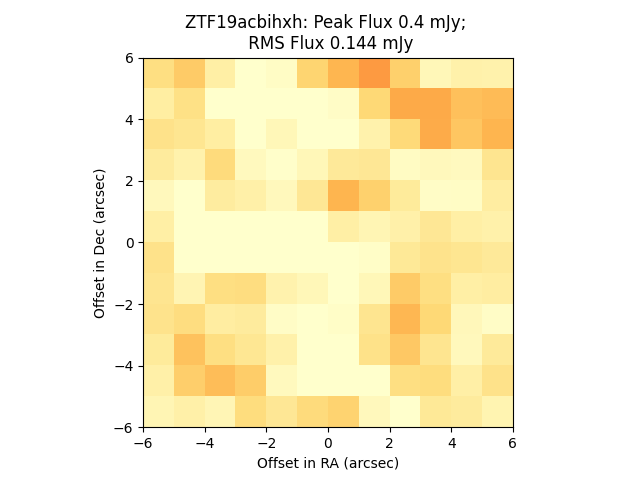 ZTF19acbihxh: Peak Flux 0.4 mJy;
RMS Flux 0.144 mJy
6
4
2
0
−2
−4
−6
Offset in Dec (arcsec)
−6 −4 −2 0 2 4 6
Offset in RA (arcsec)